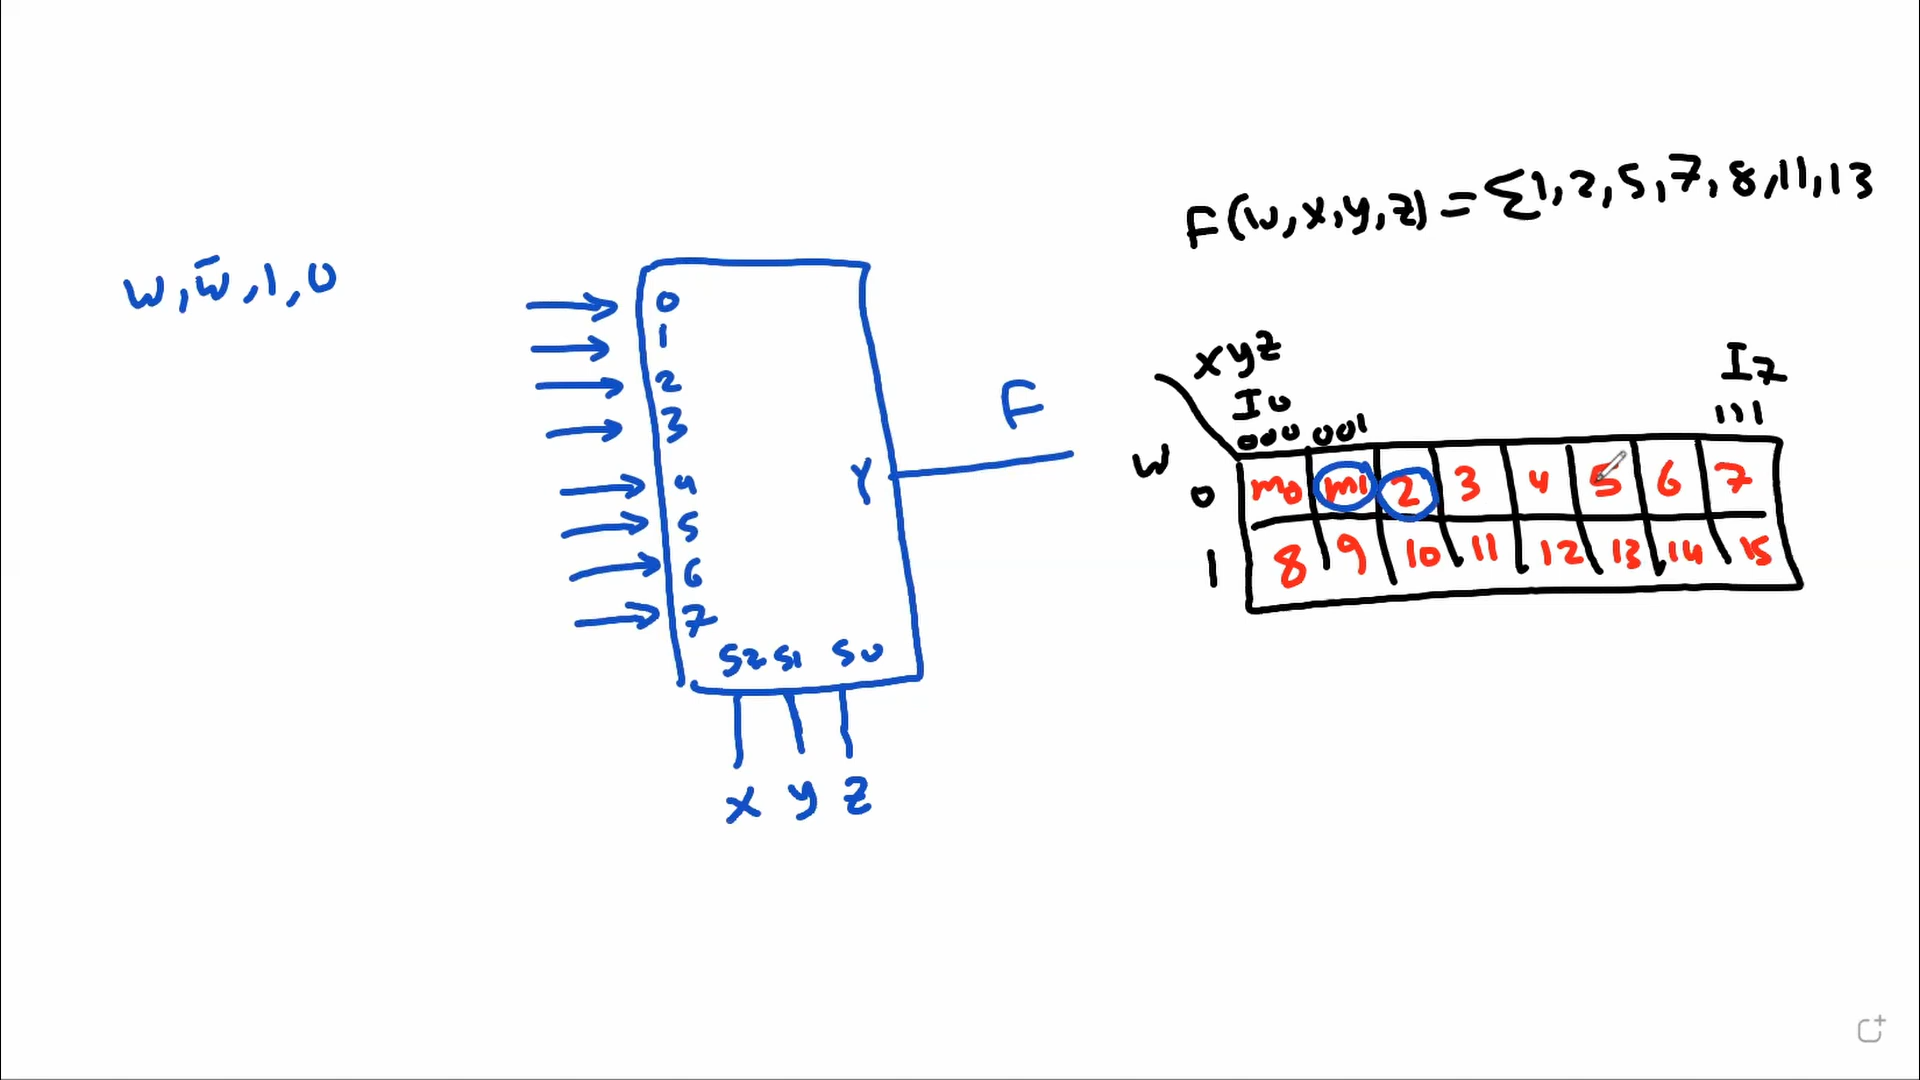 F(w,x,y,z) = Σ1,2,5,7,8,11,13
w,w̄,1,0
0
1
2
3
4
5
6
7
Y
F
S2 S1 S0
x y z
xyz
I0 I7
000 001 111
w
0 m0 m1 2 3 4 5 6 7
1 8 9 10 11 12 13 14 15